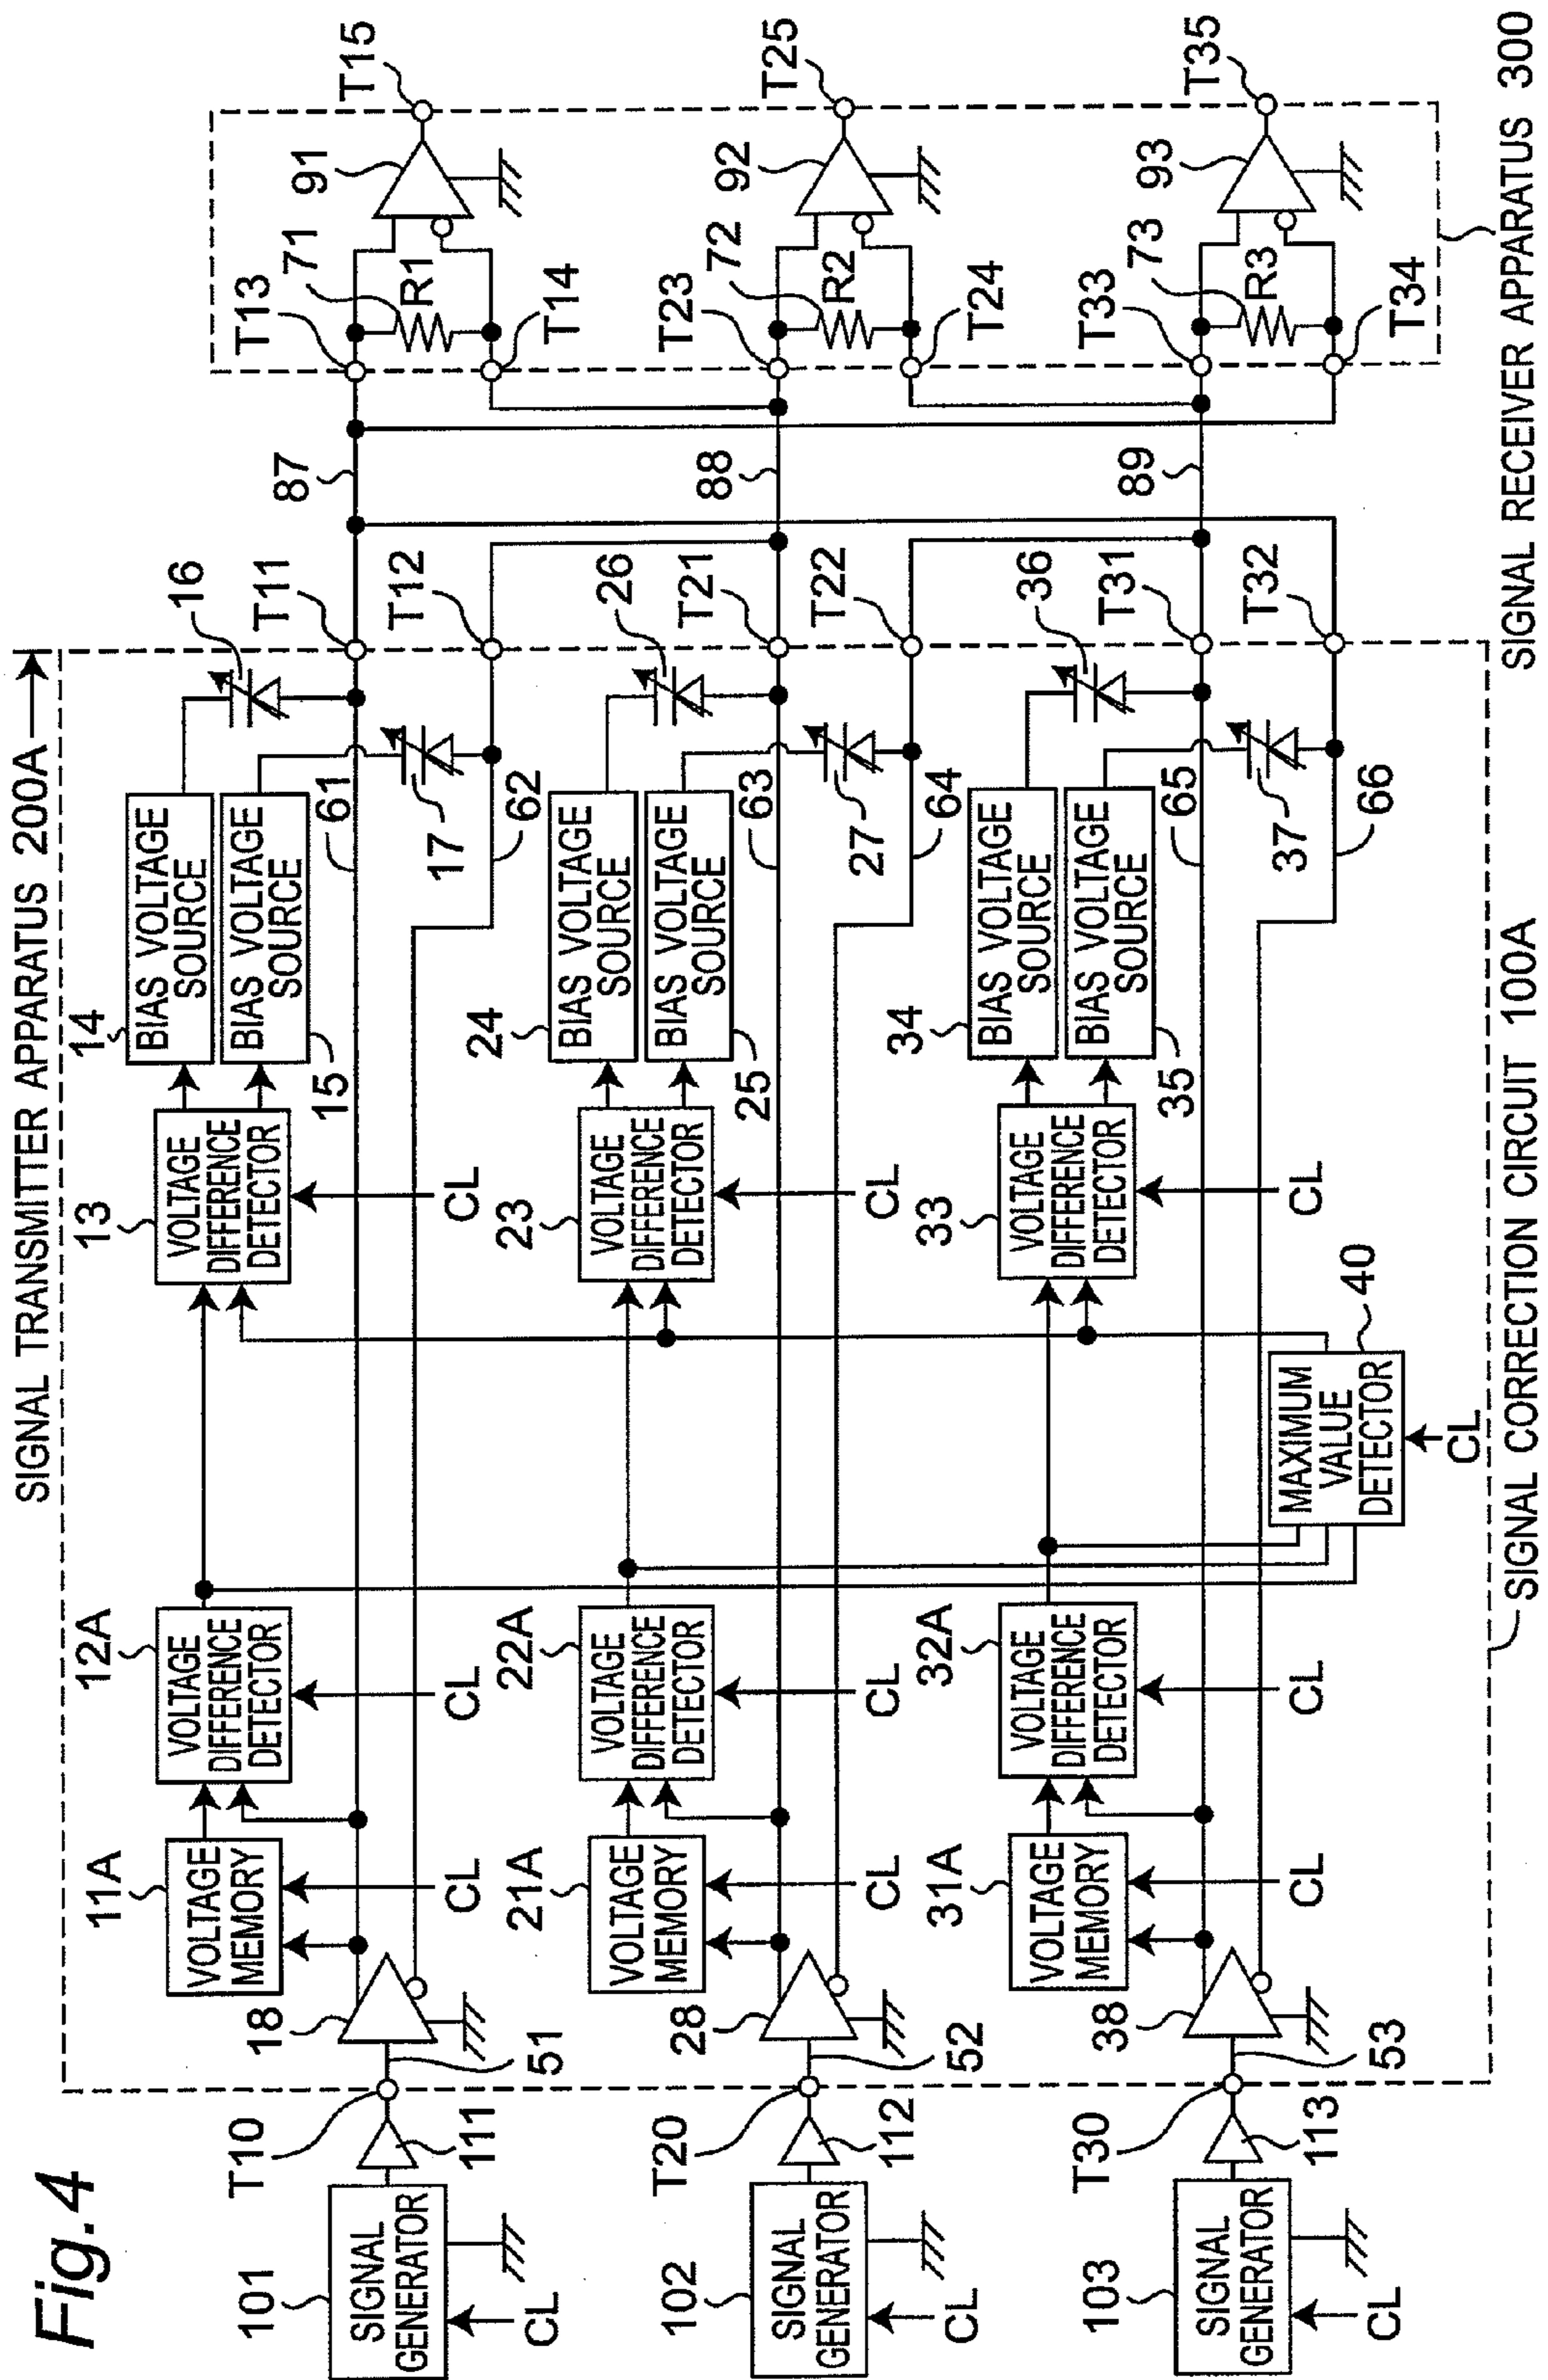 Fig.4
SIGNAL TRANSMITTER APPARATUS 200A
101
SIGNAL
GENERATOR
CL
T10
111
51
18
11A
VOLTAGE
MEMORY
CL
12A
VOLTAGE
DIFFERENCE
DETECTOR
CL
13
VOLTAGE
DIFFERENCE
DETECTOR
CL
14
BIAS VOLTAGE
SOURCE
15
BIAS VOLTAGE
SOURCE
61
62
16
17
T11
T12
87
T13
T14
71
R1
91
T15
102
SIGNAL
GENERATOR
CL
T20
112
52
28
21A
VOLTAGE
MEMORY
CL
22A
VOLTAGE
DIFFERENCE
DETECTOR
CL
23
VOLTAGE
DIFFERENCE
DETECTOR
CL
24
BIAS VOLTAGE
SOURCE
25
BIAS VOLTAGE
SOURCE
63
64
26
27
T21
T22
88
T23
T24
72
R2
92
T25
103
SIGNAL
GENERATOR
CL
T30
113
53
38
31A
VOLTAGE
MEMORY
CL
32A
VOLTAGE
DIFFERENCE
DETECTOR
CL
33
VOLTAGE
DIFFERENCE
DETECTOR
CL
34
BIAS VOLTAGE
SOURCE
35
BIAS VOLTAGE
SOURCE
65
66
36
37
T31
T32
89
T33
T34
73
R3
93
T35
MAXIMUM
VALUE
DETECTOR
40
CL
SIGNAL CORRECTION CIRCUIT 100A
SIGNAL RECEIVER APPARATUS 300